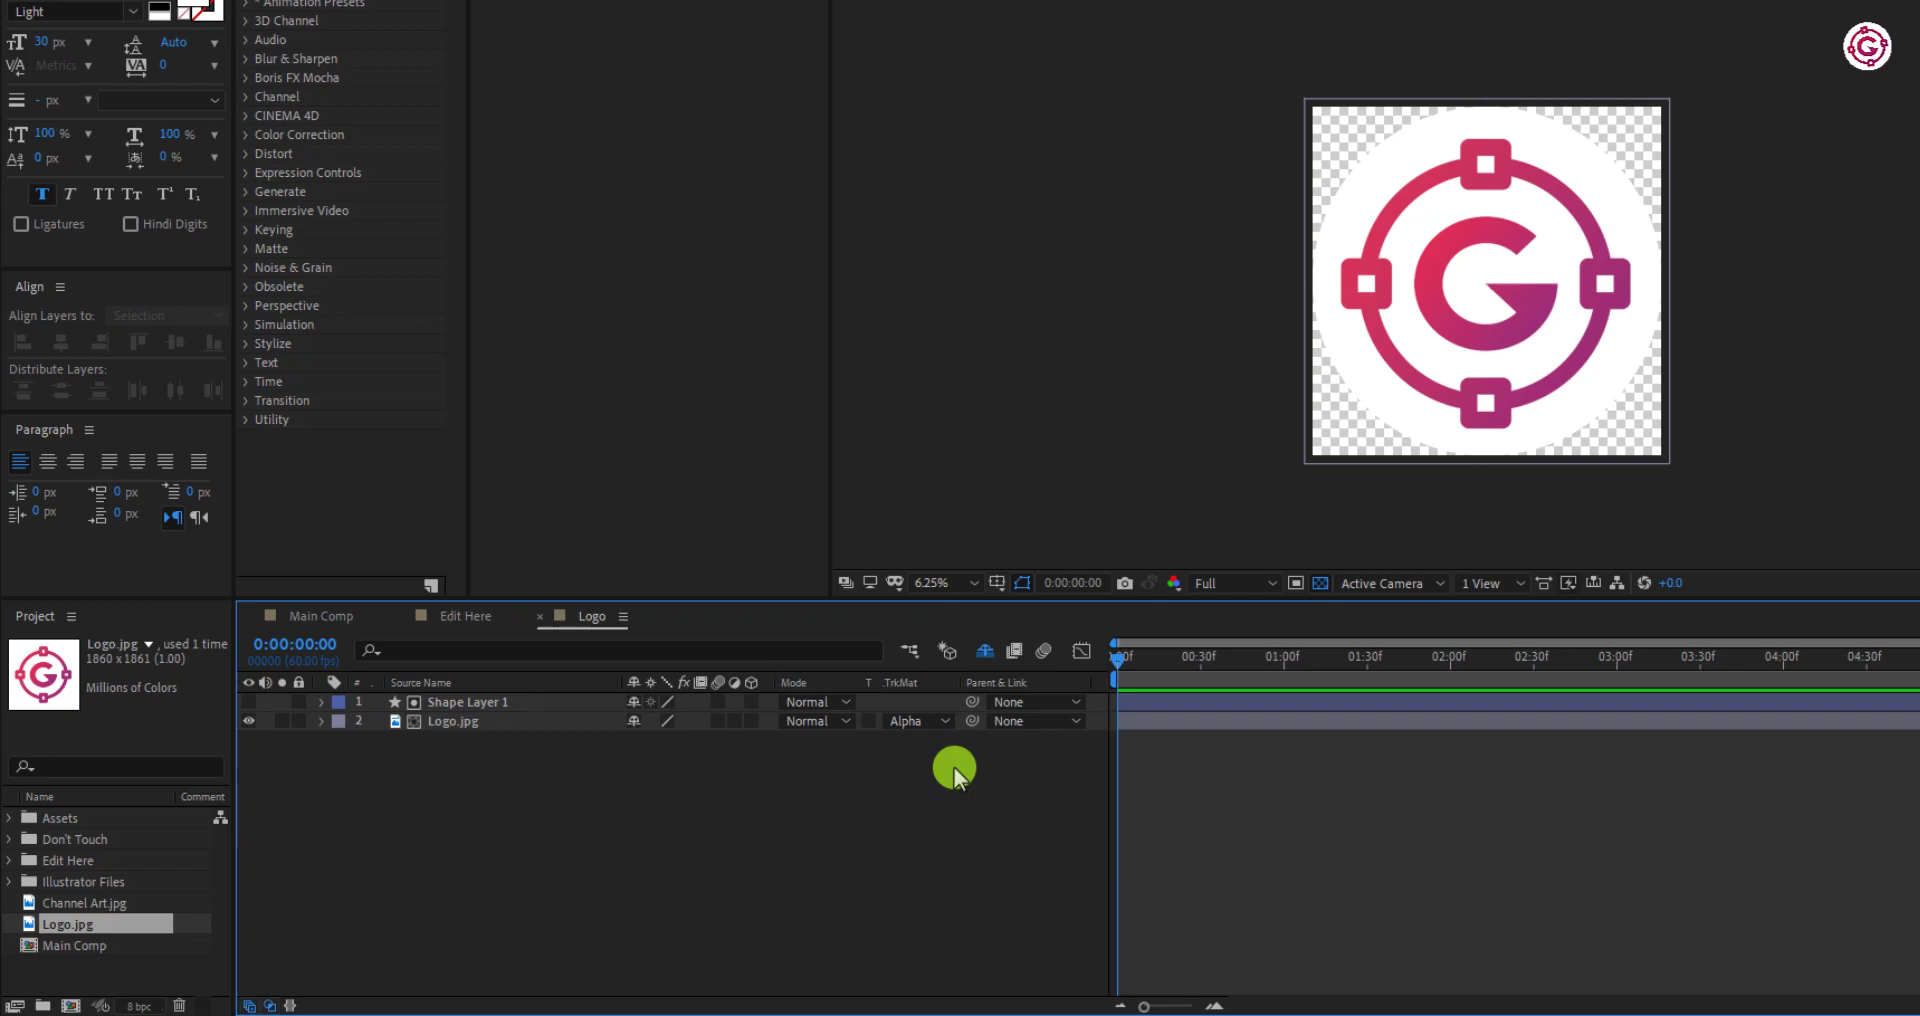 Light
30 px
Auto
Metrics
0
- px
100 %
100 %
0 px
0 %
T T TT Tт T¹ T₁
Ligatures
Hindi Digits
Align
Align Layers to:
Selection
Distribute Layers:
Paragraph
0 px
0 px
0 px
0 px
0 px
* Animation Presets
3D Channel
Audio
Blur & Sharpen
Boris FX Mocha
Channel
CINEMA 4D
Color Correction
Distort
Expression Controls
Generate
Immersive Video
Keying
Matte
Noise & Grain
Obsolete
Perspective
Simulation
Stylize
Text
Time
Transition
Utility
G
G
6.25%
0:00:00:00
Full
Active Camera
1 View
+0.0
Project
Logo.jpg , used 1 time
1860 x 1861 (1.00)
Millions of Colors
Name
Comment
Assets
Don't Touch
Edit Here
Illustrator Files
Channel Art.jpg
Logo.jpg
Main Comp
8 bpc
Main Comp
Edit Here
× Logo
0:00:00:00
00000 (60.00 fps)
# Source Name
fx
Mode
T .TrkMat
Parent & Link
1 Shape Layer 1 Normal None
2 Logo.jpg Normal Alpha None
:00f 00:30f 01:00f 01:30f 02:00f 02:30f 03:00f 03:30f 04:00f 04:30f